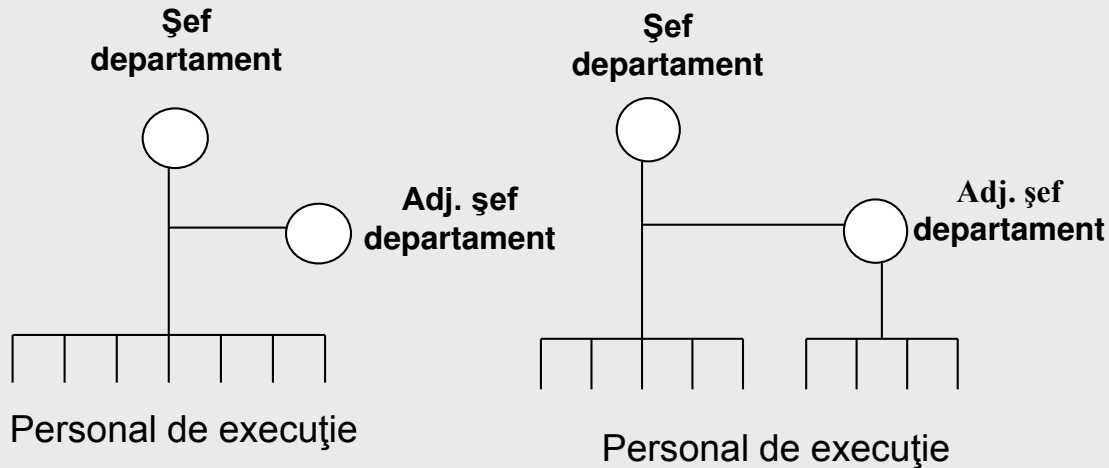 Şef
departament
Adj. şef
departament
Personal de execuţie
Şef
departament
Adj. şef
departament
Personal de execuţie